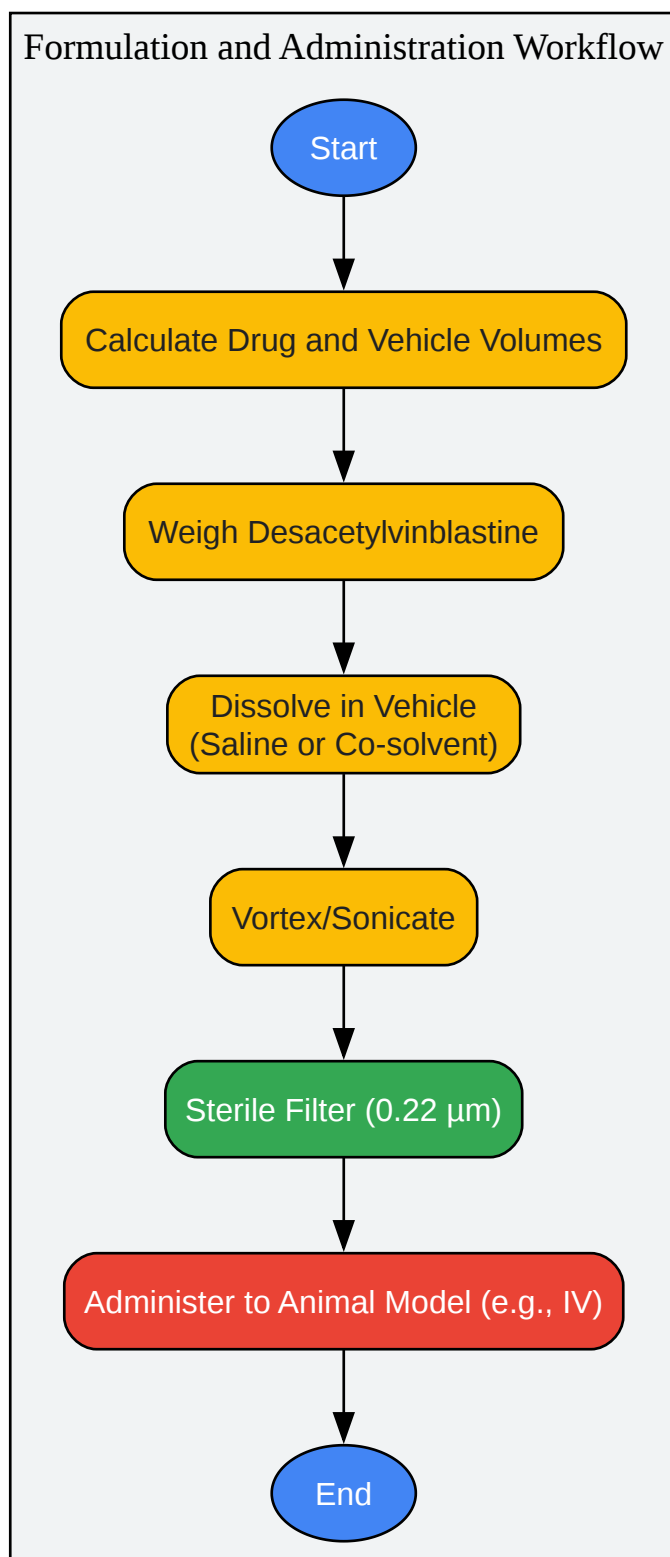 Formulation and Administration Workflow
Start
Calculate Drug and Vehicle Volumes
Weigh Desacetylvinblastine
Dissolve in Vehicle
(Saline or Co-solvent)
Vortex/Sonicate
Sterile Filter (0.22 µm)
Administer to Animal Model (e.g., IV)
End